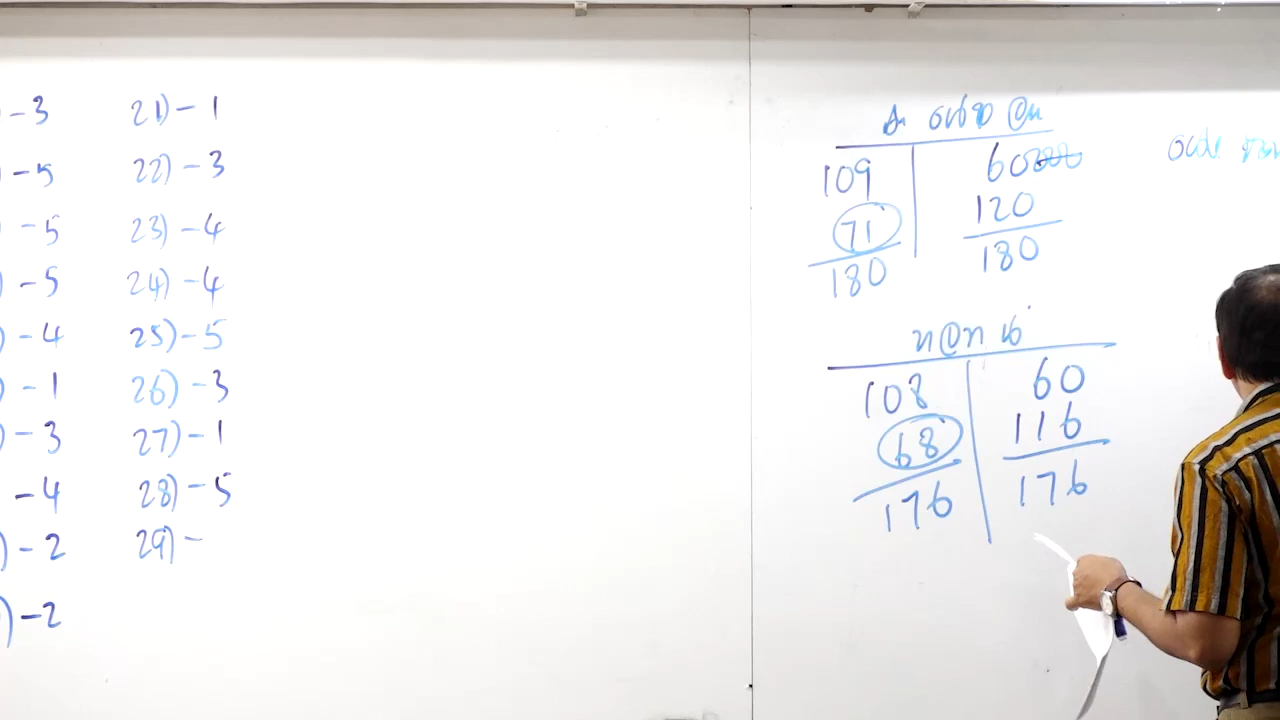 -3
-5
-5
-5
-4
-1
-3
-4
) -2
) -2
21) - 1
22) - 3
23) - 4
24) - 4
25) - 5
26) - 3
27) - 1
28) - 5
29) -
109
71
180
60
120
180
108
68
176
60
116
176